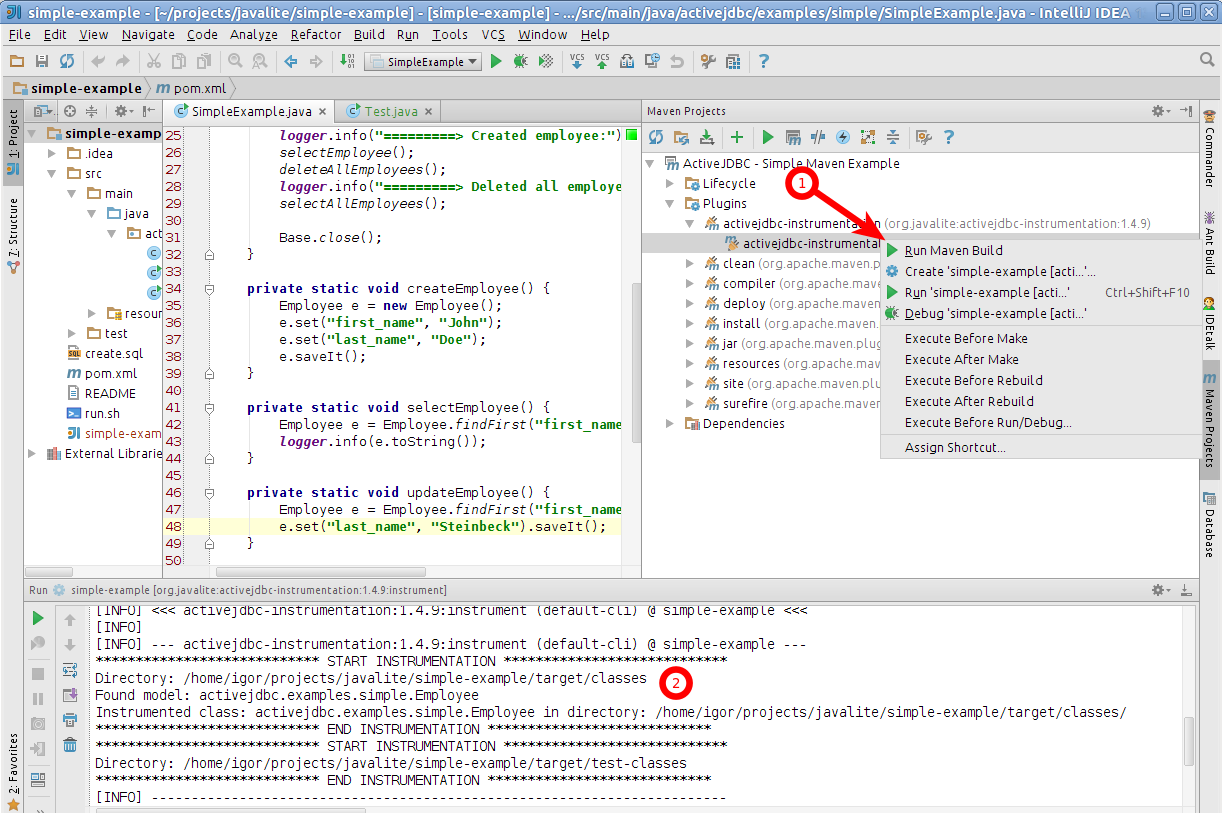 simple-example - [~/projects/javalite/simple-example] - [simple-example] - .../src/main/java/activejdbc/examples/simple/SimpleExample.java - IntelliJ IDEA
File Edit View Navigate Code Analyze Refactor Build Run Tools VCS Window Help
SimpleExample
VCS VCS
simple-example pom.xml
1: Project
7: Structure
2: Favorites
simple-examp
.idea
src
main
java
act
resour
test
create.sql
pom.xml
README
run.sh
simple-exam
External Librarie
SimpleExample.java Test.java
25 logger.info("=========> Created employee:")
26 selectEmployee();
27 deleteAllEmployees();
28 logger.info("=========> Deleted all employe
29 selectAllEmployees();
30
31 Base.close();
32 }
33
34 private static void createEmployee() {
35 Employee e = new Employee();
36 e.set("first_name", "John");
37 e.set("last_name", "Doe");
38 e.saveIt();
39 }
40
41 private static void selectEmployee() {
42 Employee e = Employee.findFirst("first_name
43 logger.info(e.toString());
44 }
45
46 private static void updateEmployee() {
47 Employee e = Employee.findFirst("first_name
48 e.set("last_name", "Steinbeck").saveIt();
49 }
50
Maven Projects
ActiveJDBC - Simple Maven Example
Lifecycle
Plugins
1
activejdbc-instrumentation (org.javalite:activejdbc-instrumentation:1.4.9)
activejdbc-instrumental
clean (org.apache.maven.p
compiler (org.apache.maven
deploy (org.apache.maven.
install (org.apache.maven.
jar (org.apache.maven.plug
resources (org.apache.mave
site (org.apache.maven.plu
surefire (org.apache.maven
Dependencies
Run Maven Build
Create 'simple-example [acti...'...
Run 'simple-example [acti...' Ctrl+Shift+F10
Debug 'simple-example [acti...'
Execute Before Make
Execute After Make
Execute Before Rebuild
Execute After Rebuild
Execute Before Run/Debug...
Assign Shortcut...
Commander
Ant Build
IDEtalk
Maven Projects
Database
Run simple-example [org.javalite:activejdbc-instrumentation:1.4.9:instrument]
[INFO] <<< activejdbc-instrumentation:1.4.9:instrument (default-cli) @ simple-example <<<
[INFO]
[INFO] --- activejdbc-instrumentation:1.4.9:instrument (default-cli) @ simple-example ---
**************************** START INSTRUMENTATION ****************************
Directory: /home/igor/projects/javalite/simple-example/target/classes
2
Found model: activejdbc.examples.simple.Employee
Instrumented class: activejdbc.examples.simple.Employee in directory: /home/igor/projects/javalite/simple-example/target/classes/
**************************** END INSTRUMENTATION ****************************
**************************** START INSTRUMENTATION ****************************
Directory: /home/igor/projects/javalite/simple-example/target/test-classes
**************************** END INSTRUMENTATION ****************************
[INFO] ------------------------------------------------------------------------